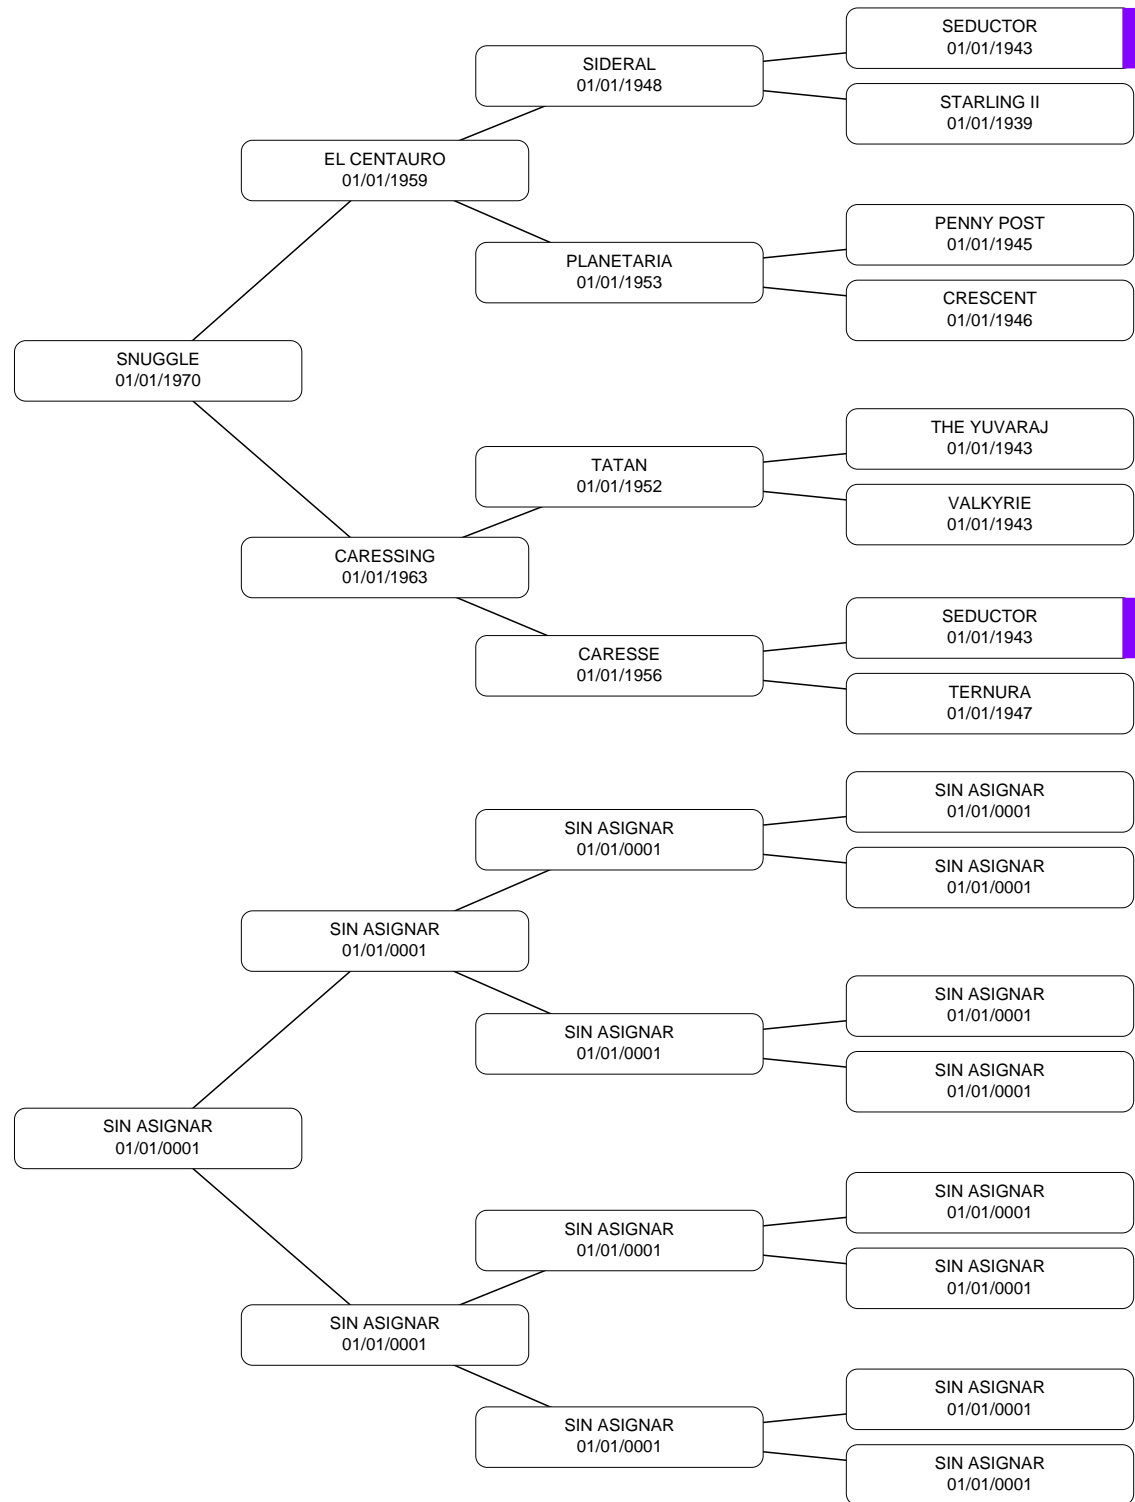 SEDUCTOR
01/01/1943
SIDERAL
01/01/1948
STARLING II
01/01/1939
EL CENTAURO
01/01/1959
PENNY POST
01/01/1945
PLANETARIA
01/01/1953
CRESCENT
01/01/1946
SNUGGLE
01/01/1970
THE YUVARAJ
01/01/1943
TATAN
01/01/1952
VALKYRIE
01/01/1943
CARESSING
01/01/1963
SEDUCTOR
01/01/1943
CARESSE
01/01/1956
TERNURA
01/01/1947
SIN ASIGNAR
01/01/0001
SIN ASIGNAR
01/01/0001
SIN ASIGNAR
01/01/0001
SIN ASIGNAR
01/01/0001
SIN ASIGNAR
01/01/0001
SIN ASIGNAR
01/01/0001
SIN ASIGNAR
01/01/0001
SIN ASIGNAR
01/01/0001
SIN ASIGNAR
01/01/0001
SIN ASIGNAR
01/01/0001
SIN ASIGNAR
01/01/0001
SIN ASIGNAR
01/01/0001
SIN ASIGNAR
01/01/0001
SIN ASIGNAR
01/01/0001
SIN ASIGNAR
01/01/0001